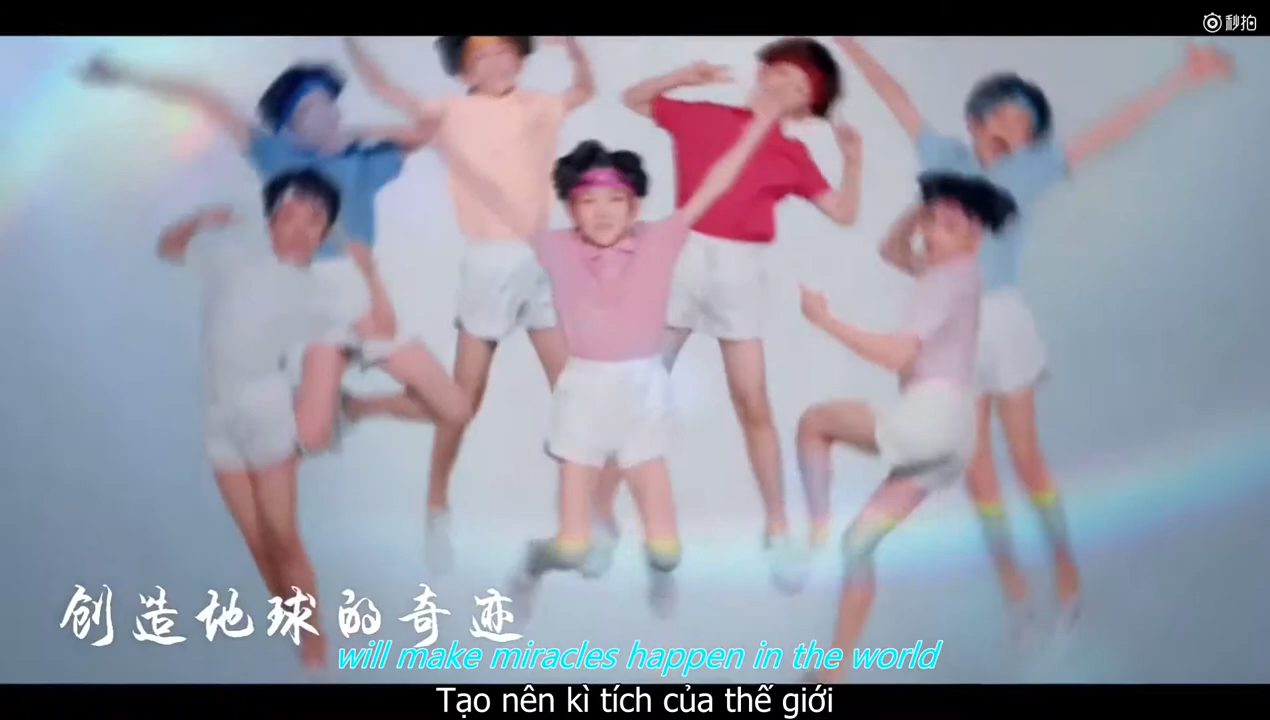 秒拍
创造地球的奇迹
will make miracles happen in the world
Tạo nên kì tích của thế giới